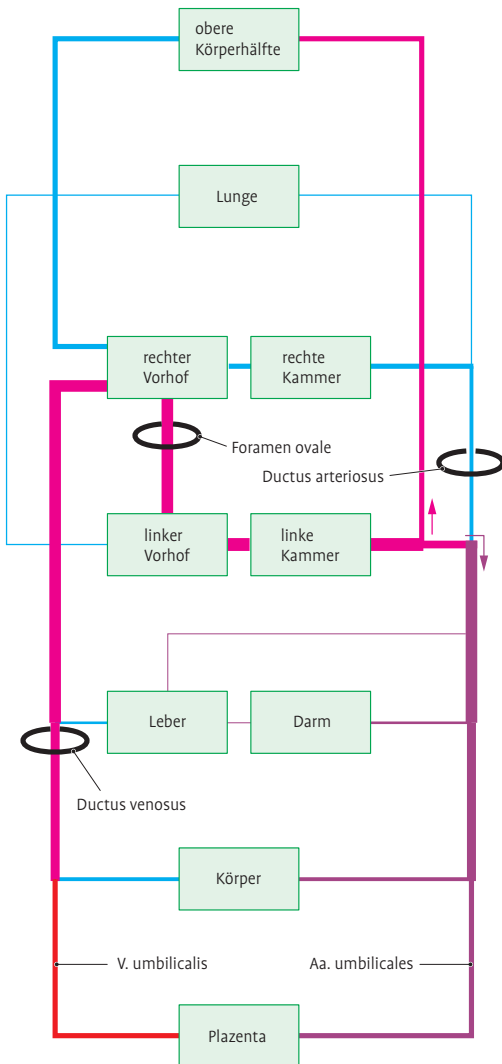 obere
Körperhälfte
Lunge
rechter
Vorhof
rechte
Kammer
Foramen ovale
Ductus arteriosus
linker
Vorhof
linke
Kammer
Leber
Darm
Ductus venosus
Körper
V. umbilicalis
Aa. umbilicales
Plazenta